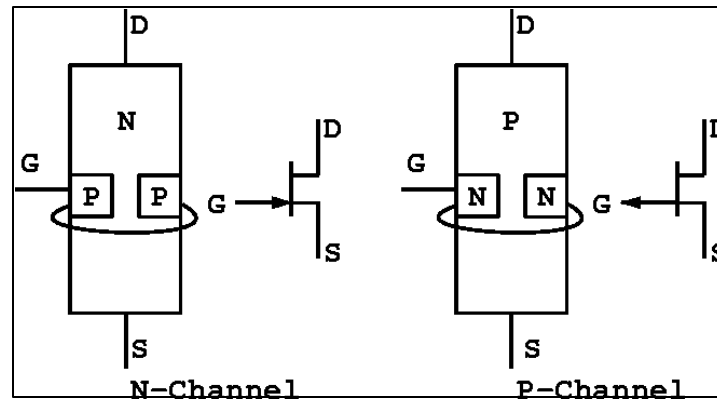 D D
N P
D D
G G
P P N N
G G
S S
S S
N-Channel P-Channel